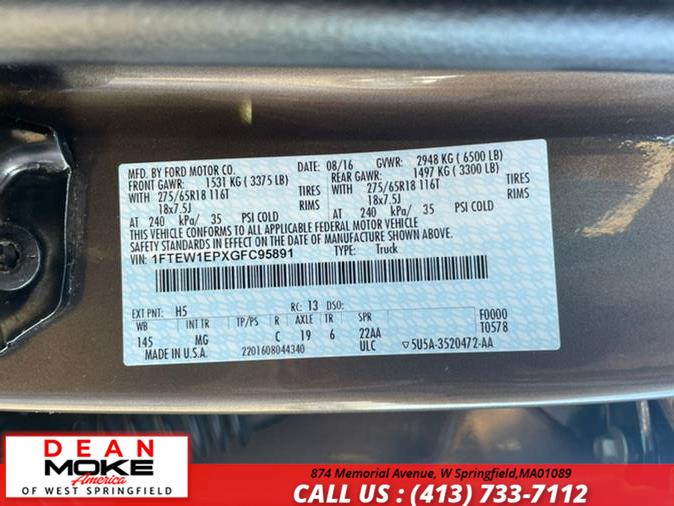 MFD. BY FORD MOTOR CO. DATE: 08/16 GVWR: 2948 KG ( 6500 LB)
FRONT GAWR: 1531 KG ( 3375 LB) REAR GAWR: 1497 KG ( 3300 LB)
WITH 275/65R18 116T TIRES WITH 275/65R18 116T TIRES
18x7.5J RIMS 18x7.5J RIMS
AT 240 kPa/ 35 PSI COLD AT 240 kPa/ 35 PSI COLD
THIS VEHICLE CONFORMS TO ALL APPLICABLE FEDERAL MOTOR VEHICLE
SAFETY STANDARDS IN EFFECT ON THE DATE OF MANUFACTURE SHOWN ABOVE.
VIN: 1FTEW1EPXGFC95891 TYPE: Truck
EXT PNT: H5 RC: 13 DSO: F0000
WB INT TR TP/PS R AXLE TR SPR T0578
145 MG C 19 6 22AA
MADE IN U.S.A. 2201608044340 ULC ▽5U5A-3520472-AA
DEAN
MOKE
America
OF WEST SPRINGFIELD
874 Memorial Avenue, W Springfield,MA01089
CALL US : (413) 733-7112